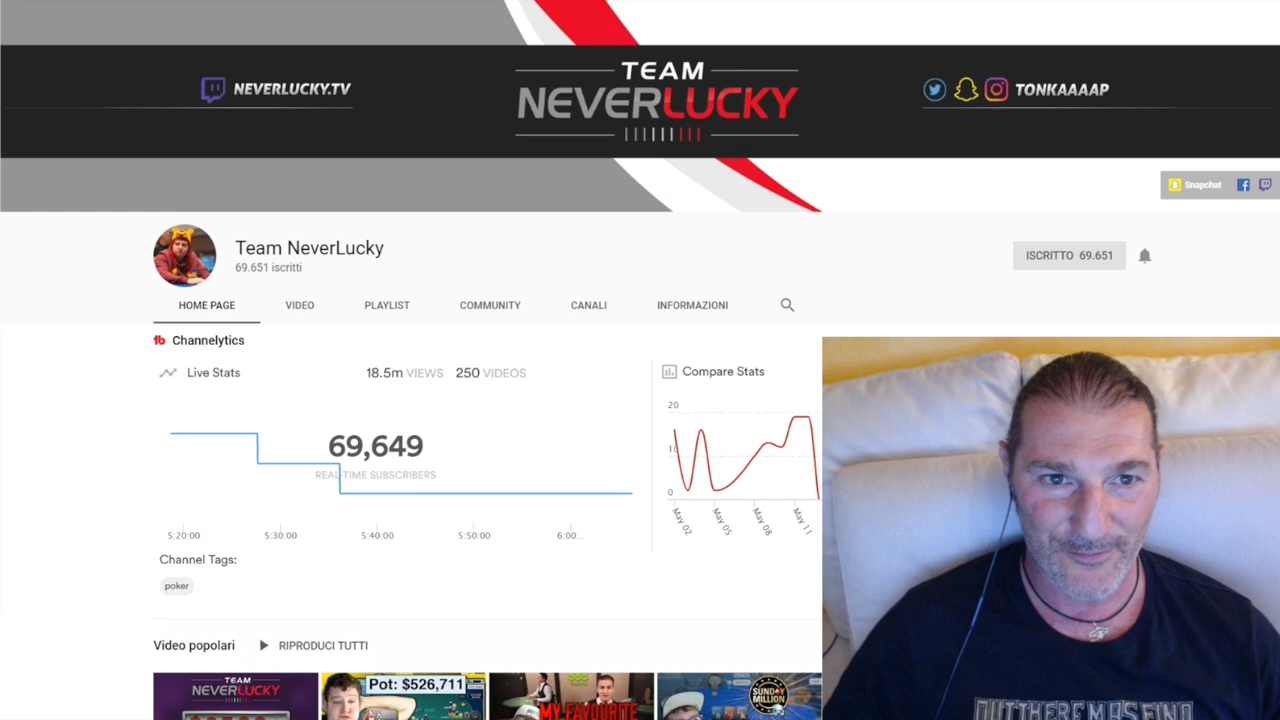 NEVERLUCKY.TV
TEAM
NEVERLUCKY
TONKAAAAP
Snapchat
Team NeverLucky
69.651 iscritti
ISCRITTO 69.651
HOME PAGE VIDEO PLAYLIST COMMUNITY CANALI INFORMAZIONI
Channelytics
Live Stats 18.5m VIEWS 250 VIDEOS
Compare Stats
69,649
REAL-TIME SUBSCRIBERS
5:20:00 5:30:00 5:40:00 5:50:00 6:00...
20
10
0
May 02 May 05 May 08 May 11
Channel Tags:
poker
Video popolari RIPRODUCI TUTTI
TEAM
NEVERLUCKY
Pot: $526,711
MY FAVOURITE
SUNDAY
MILLION